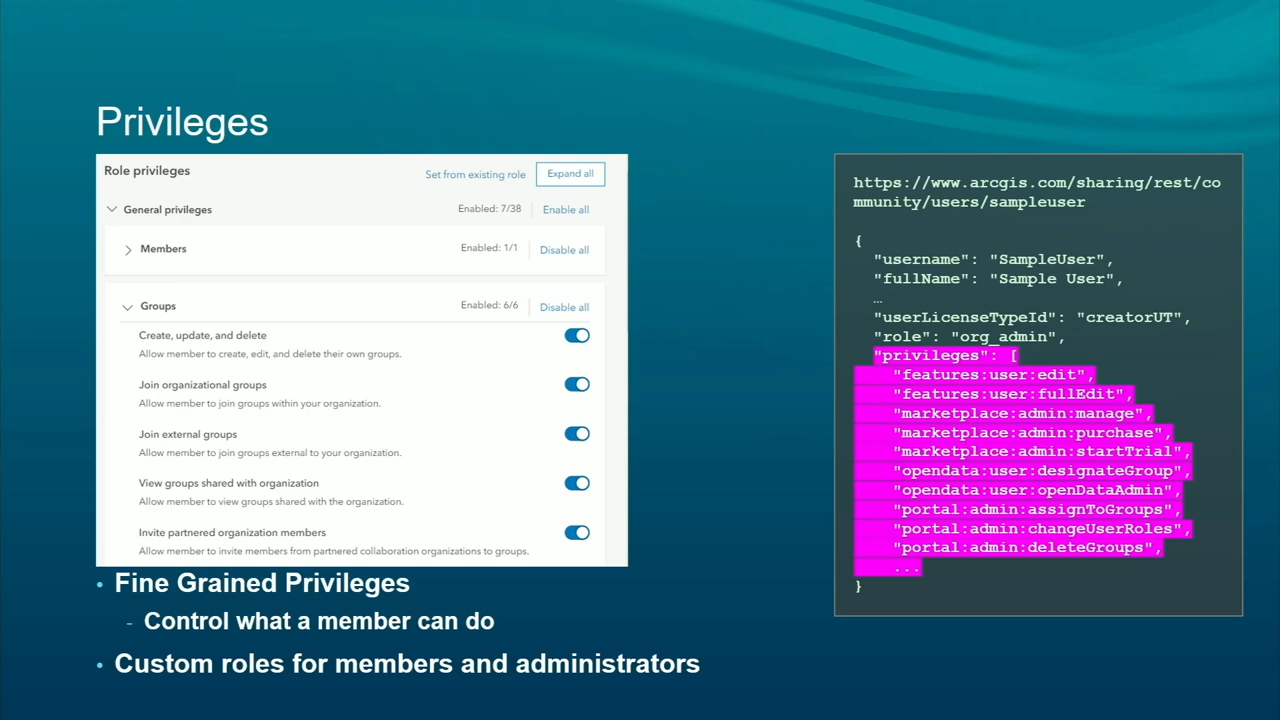 Privileges
Role privileges
Set from existing role
Expand all
General privileges
Enabled: 7/38
Enable all
Members
Enabled: 1/1
Disable all
Groups
Enabled: 6/6
Disable all
Create, update, and delete
Allow member to create, edit, and delete their own groups.
Join organizational groups
Allow member to join groups within your organization.
Join external groups
Allow member to join groups external to your organization.
View groups shared with organization
Allow member to view groups shared with the organization.
Invite partnered organization members
Allow member to invite members from partnered collaboration organizations to groups.
• Fine Grained Privileges
- Control what a member can do
• Custom roles for members and administrators
https://www.arcgis.com/sharing/rest/co
mmunity/users/sampleuser
{
"username": "SampleUser",
"fullName": "Sample User",
…
"userLicenseTypeId": "creatorUT",
"role": "org_admin",
"privileges": [
"features:user:edit",
"features:user:fullEdit",
"marketplace:admin:manage",
"marketplace:admin:purchase",
"marketplace:admin:startTrial",
"opendata:user:designateGroup",
"opendata:user:openDataAdmin",
"portal:admin:assignToGroups",
"portal:admin:changeUserRoles",
"portal:admin:deleteGroups",
...
}